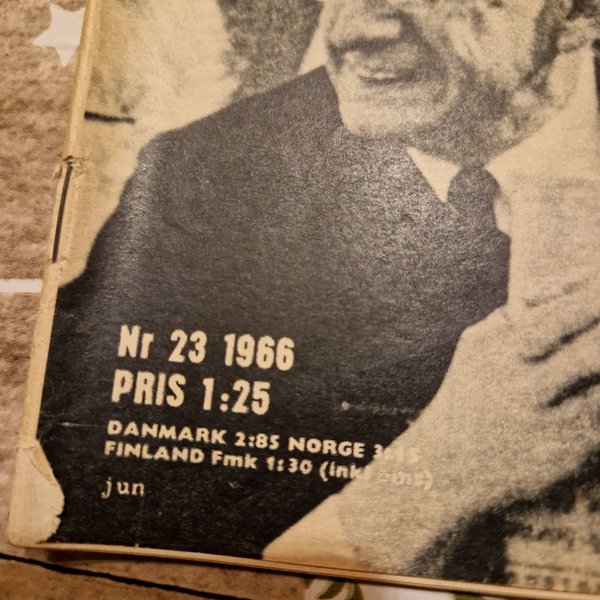 Nr 23 1966
PRIS 1:25
DANMARK 2:85 NORGE
FINLAND Fmk 1:30
jun